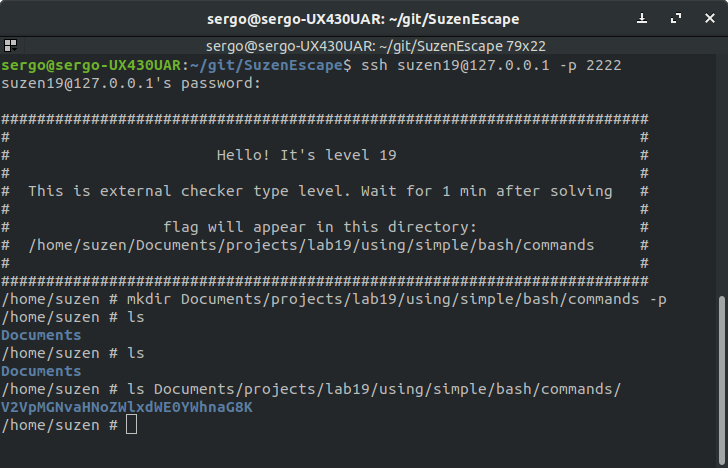 sergo@sergo-UX430UAR: ~/git/SuzenEscape
sergo@sergo-UX430UAR: ~/git/SuzenEscape 79x22
sergo@sergo-UX430UAR:~/git/SuzenEscape$ ssh suzen19@127.0.0.1 -p 2222
suzen19@127.0.0.1's password:
########################################################################
# #
# Hello! It's level 19 #
# #
# This is external checker type level. Wait for 1 min after solving #
# #
# flag will appear in this directory: #
# /home/suzen/Documents/projects/lab19/using/simple/bash/commands #
# #
########################################################################
/home/suzen # mkdir Documents/projects/lab19/using/simple/bash/commands -p
/home/suzen # ls
Documents
/home/suzen # ls
Documents
/home/suzen # ls Documents/projects/lab19/using/simple/bash/commands/
V2VpMGNvaHNoZWlxdWE0YWhnaG8K
/home/suzen #